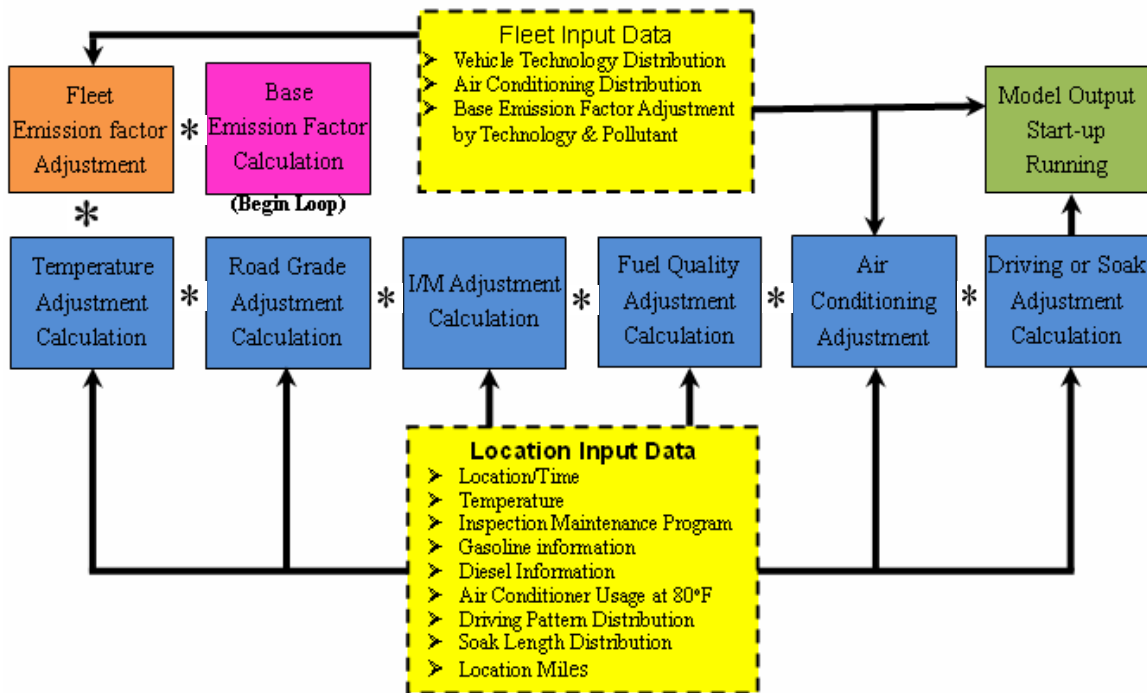 Fleet Input Data
➢ Vehicle Technology Distribution
➢ Air Conditioning Distribution
➢ Base Emission Factor Adjustment
by Technology & Pollutant
Fleet
Emission factor
Adjustment
*
Base
Emission Factor
Calculation
(Begin Loop)
Model Output
Start-up
Running
*
Temperature
Adjustment
Calculation
*
Road Grade
Adjustment
Calculation
*
I/M Adjustment
Calculation
*
Fuel Quality
Adjustment
Calculation
*
Air
Conditioning
Adjustment
*
Driving or Soak
Adjustment
Calculation
Location Input Data
➢ Location/Time
➢ Temperature
➢ Inspection Maintenance Program
➢ Gasoline information
➢ Diesel Information
➢ Air Conditioner Usage at 80°F
➢ Driving Pattern Distribution
➢ Soak Length Distribution
➢ Location Miles